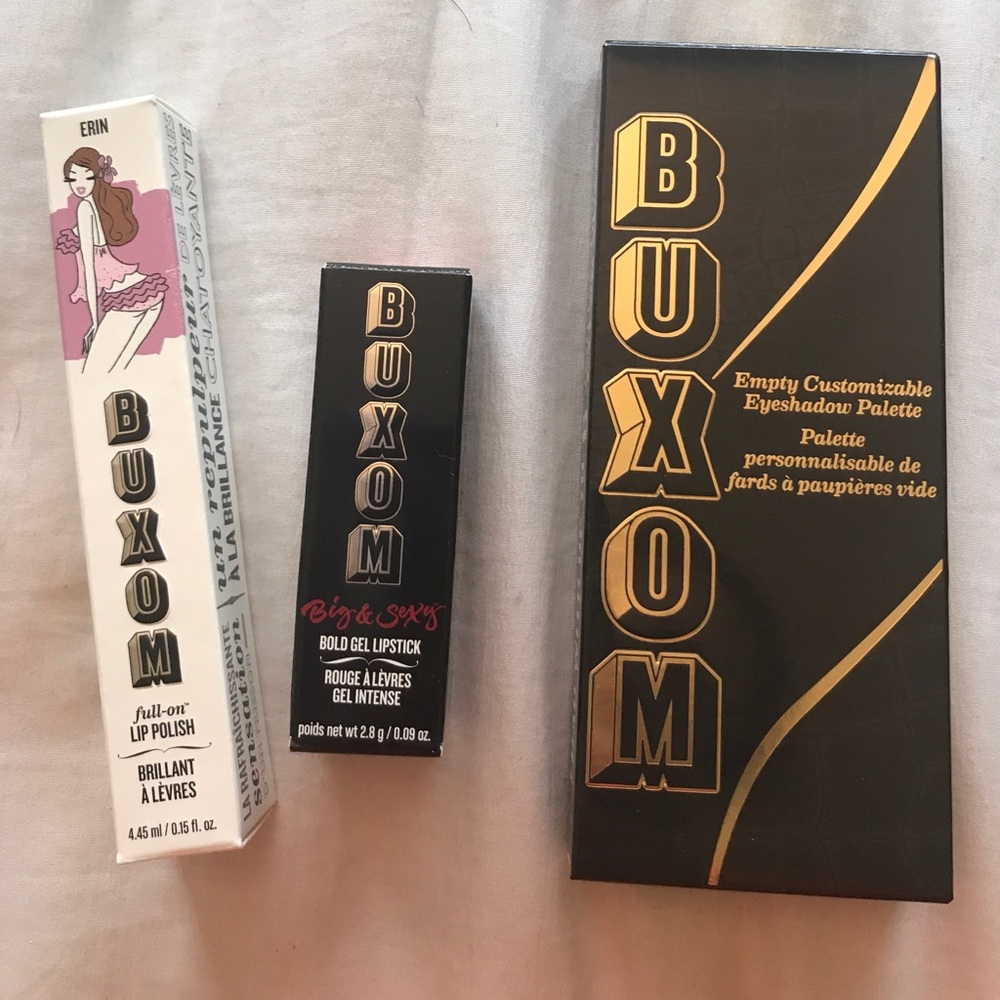 ERIN
BUXOM
full-on™
LIP POLISH
BRILLANT
À LÈVRES
4.45 ml / 0.15 fl. oz.
LA RAFRAICHISSANTE
sensation
un repulpeur DE LÈVRES
À LA BRILLANCE CHATOYANTE
BUXOM
Big & Sexy
BOLD GEL LIPSTICK
ROUGE À LÈVRES
GEL INTENSE
poids net wt 2.8 g / 0.09 oz.
BUXOM
Empty Customizable
Eyeshadow Palette
Palette
personnalisable de
fards à paupières vide